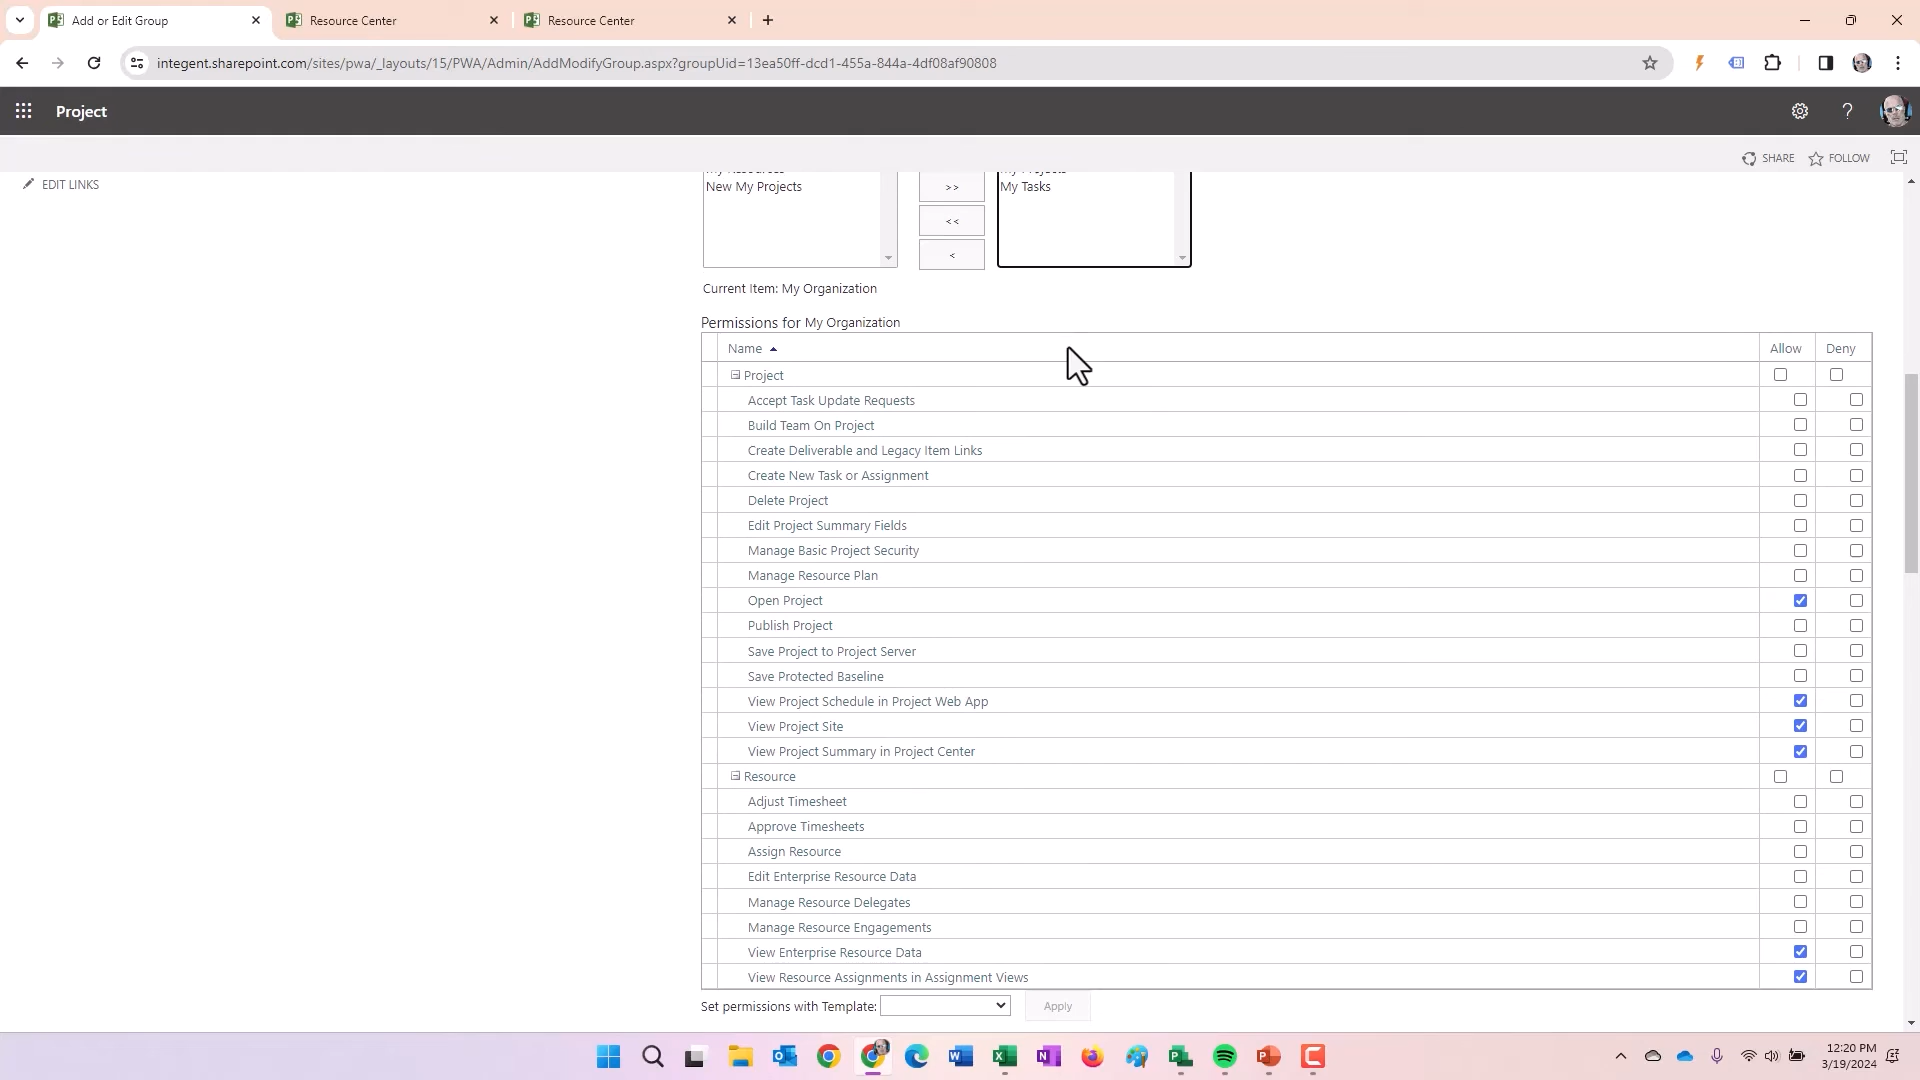 Add or Edit Group
Resource Center
Resource Center
integent.sharepoint.com/sites/pwa/_layouts/15/PWA/Admin/AddModifyGroup.aspx?groupUid=13ea50ff-dcd1-455a-844a-4df08af90808
Project
SHARE
FOLLOW
EDIT LINKS
My Resources
New My Projects
>>
<<
<
My Projects
My Tasks
Current Item: My Organization
Permissions for My Organization
Name
Allow
Deny
Project
Accept Task Update Requests
Build Team On Project
Create Deliverable and Legacy Item Links
Create New Task or Assignment
Delete Project
Edit Project Summary Fields
Manage Basic Project Security
Manage Resource Plan
Open Project
Publish Project
Save Project to Project Server
Save Protected Baseline
View Project Schedule in Project Web App
View Project Site
View Project Summary in Project Center
Resource
Adjust Timesheet
Approve Timesheets
Assign Resource
Edit Enterprise Resource Data
Manage Resource Delegates
Manage Resource Engagements
View Enterprise Resource Data
View Resource Assignments in Assignment Views
Set permissions with Template:
Apply
12:20 PM
3/19/2024